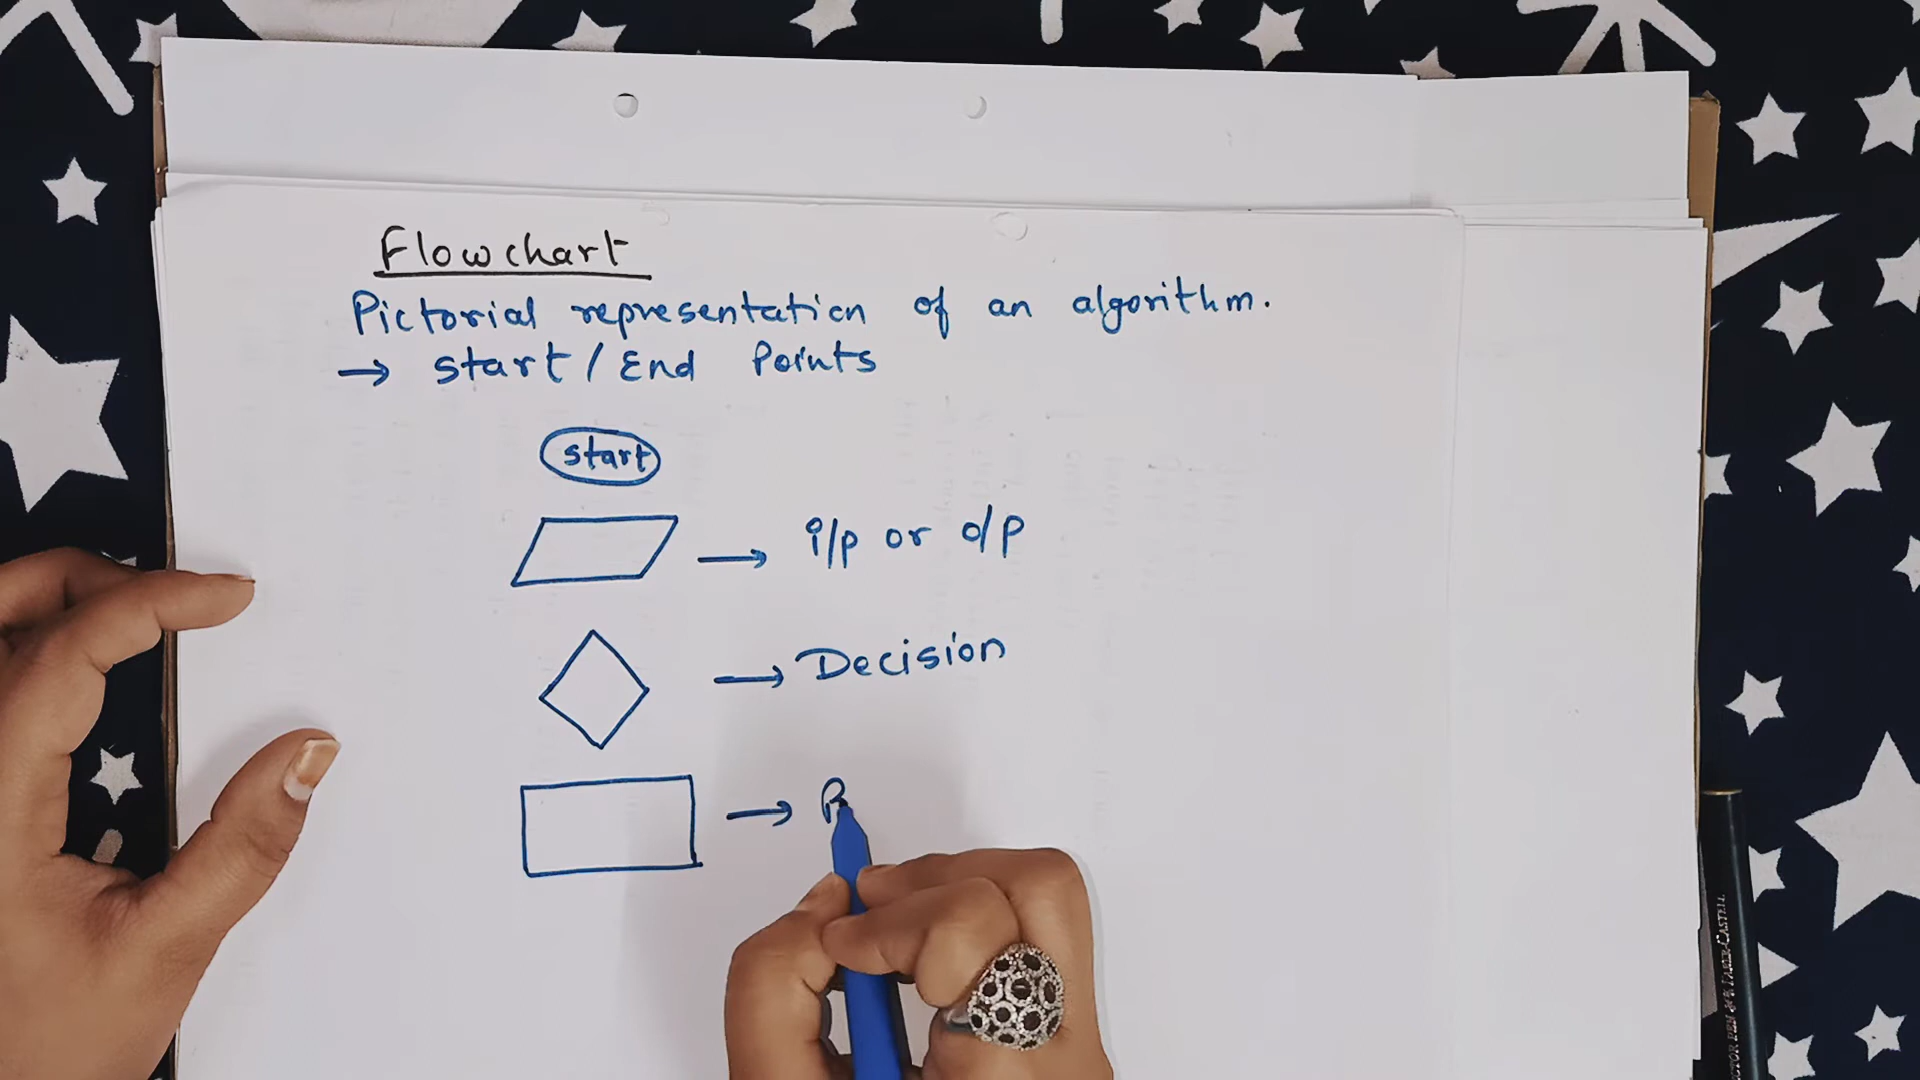 Flowchart
Pictorial representation of an algorithm.
→ Start / End Points
Start
→ i/p or o/p
→ Decision
→ P